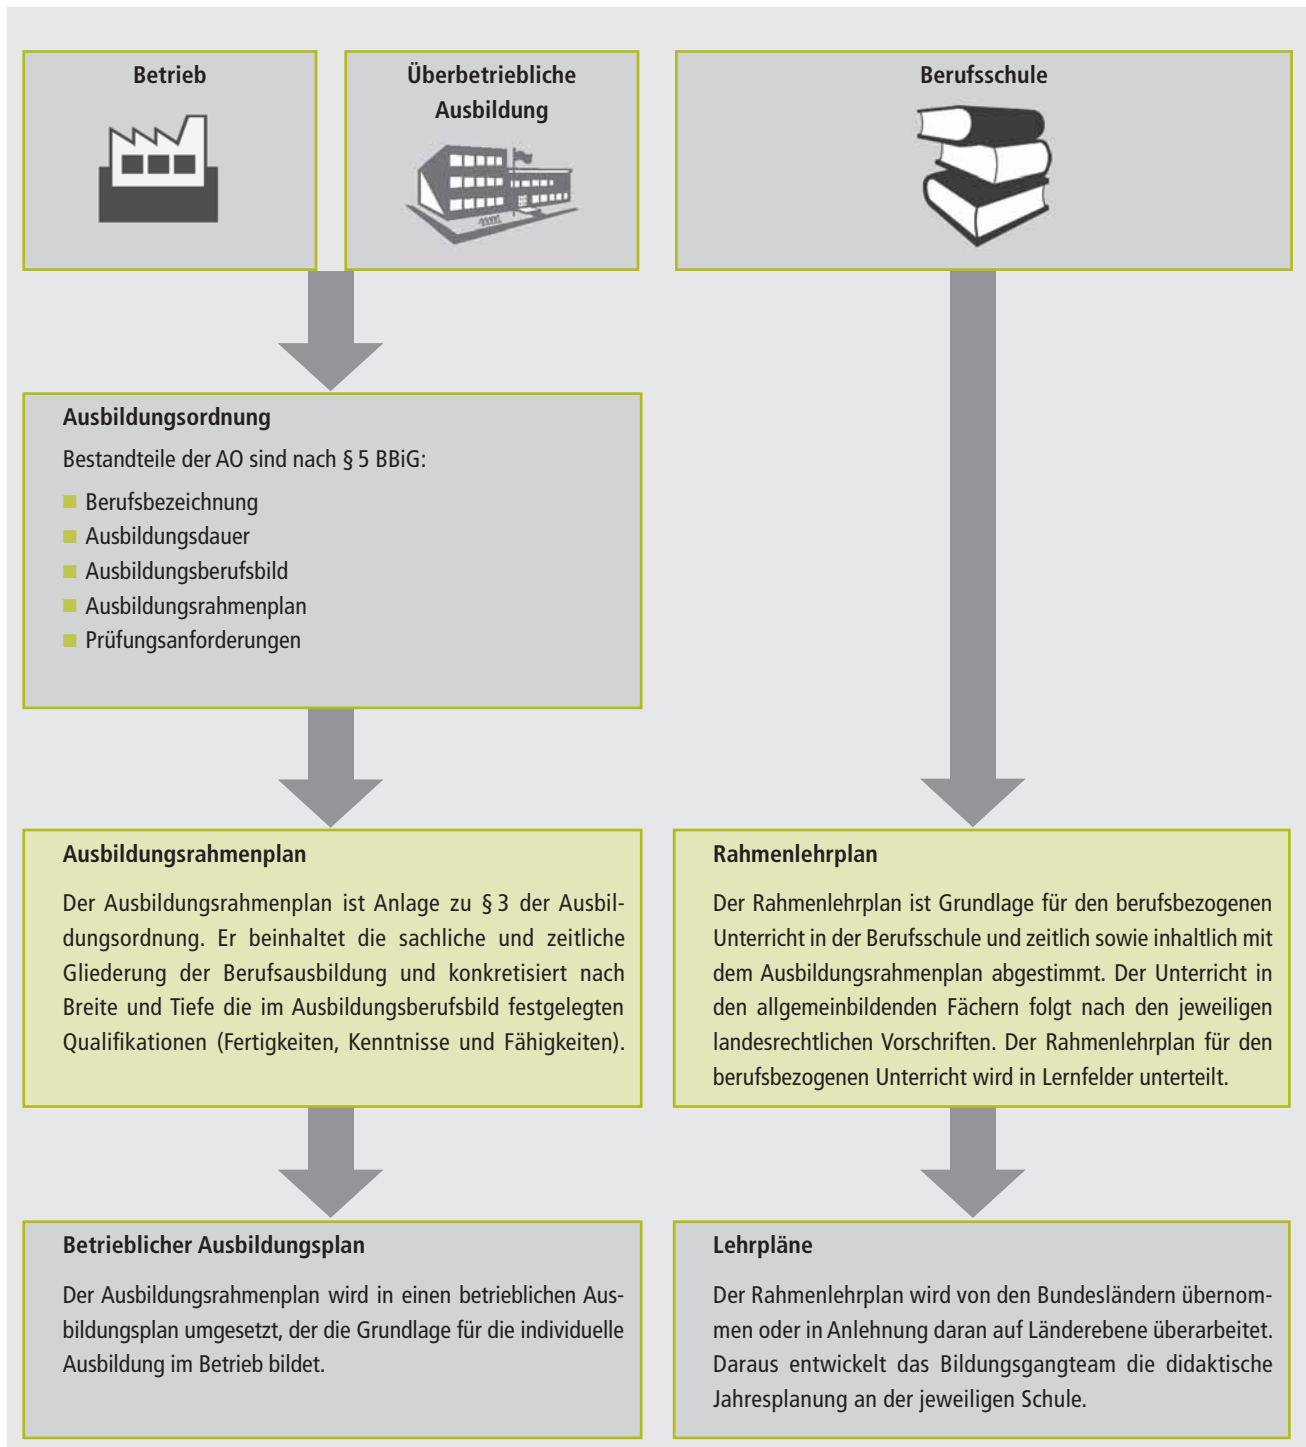 Betrieb
Überbetriebliche
Ausbildung
Berufsschule
Ausbildungsordnung
Bestandteile der AO sind nach § 5 BBiG:
Berufsbezeichnung
Ausbildungsdauer
Ausbildungsberufsbild
Ausbildungsrahmenplan
Prüfungsanforderungen
Ausbildungsrahmenplan
Der Ausbildungsrahmenplan ist Anlage zu § 3 der Ausbil-
dungsordnung. Er beinhaltet die sachliche und zeitliche
Gliederung der Berufsausbildung und konkretisiert nach
Breite und Tiefe die im Ausbildungsberufsbild festgelegten
Qualifikationen (Fertigkeiten, Kenntnisse und Fähigkeiten).
Rahmenlehrplan
Der Rahmenlehrplan ist Grundlage für den berufsbezogenen
Unterricht in der Berufsschule und zeitlich sowie inhaltlich mit
dem Ausbildungsrahmenplan abgestimmt. Der Unterricht in
den allgemeinbildenden Fächern folgt nach den jeweiligen
landesrechtlichen Vorschriften. Der Rahmenlehrplan für den
berufsbezogenen Unterricht wird in Lernfelder unterteilt.
Betrieblicher Ausbildungsplan
Der Ausbildungsrahmenplan wird in einen betrieblichen Aus-
bildungsplan umgesetzt, der die Grundlage für die individuelle
Ausbildung im Betrieb bildet.
Lehrpläne
Der Rahmenlehrplan wird von den Bundesländern übernom-
men oder in Anlehnung daran auf Länderebene überarbeitet.
Daraus entwickelt das Bildungsgangteam die didaktische
Jahresplanung an der jeweiligen Schule.